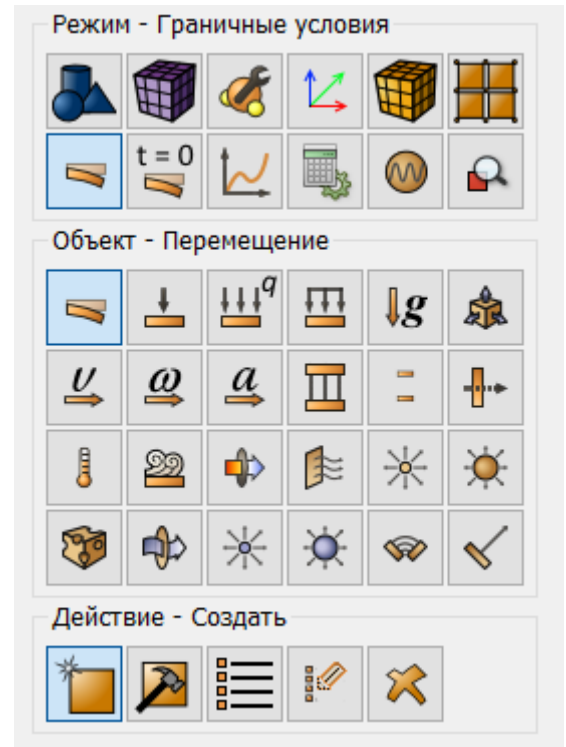 Режим - Граничные условия
t = 0
Объект - Перемещение
q
g
υ ω a
Действие - Создать